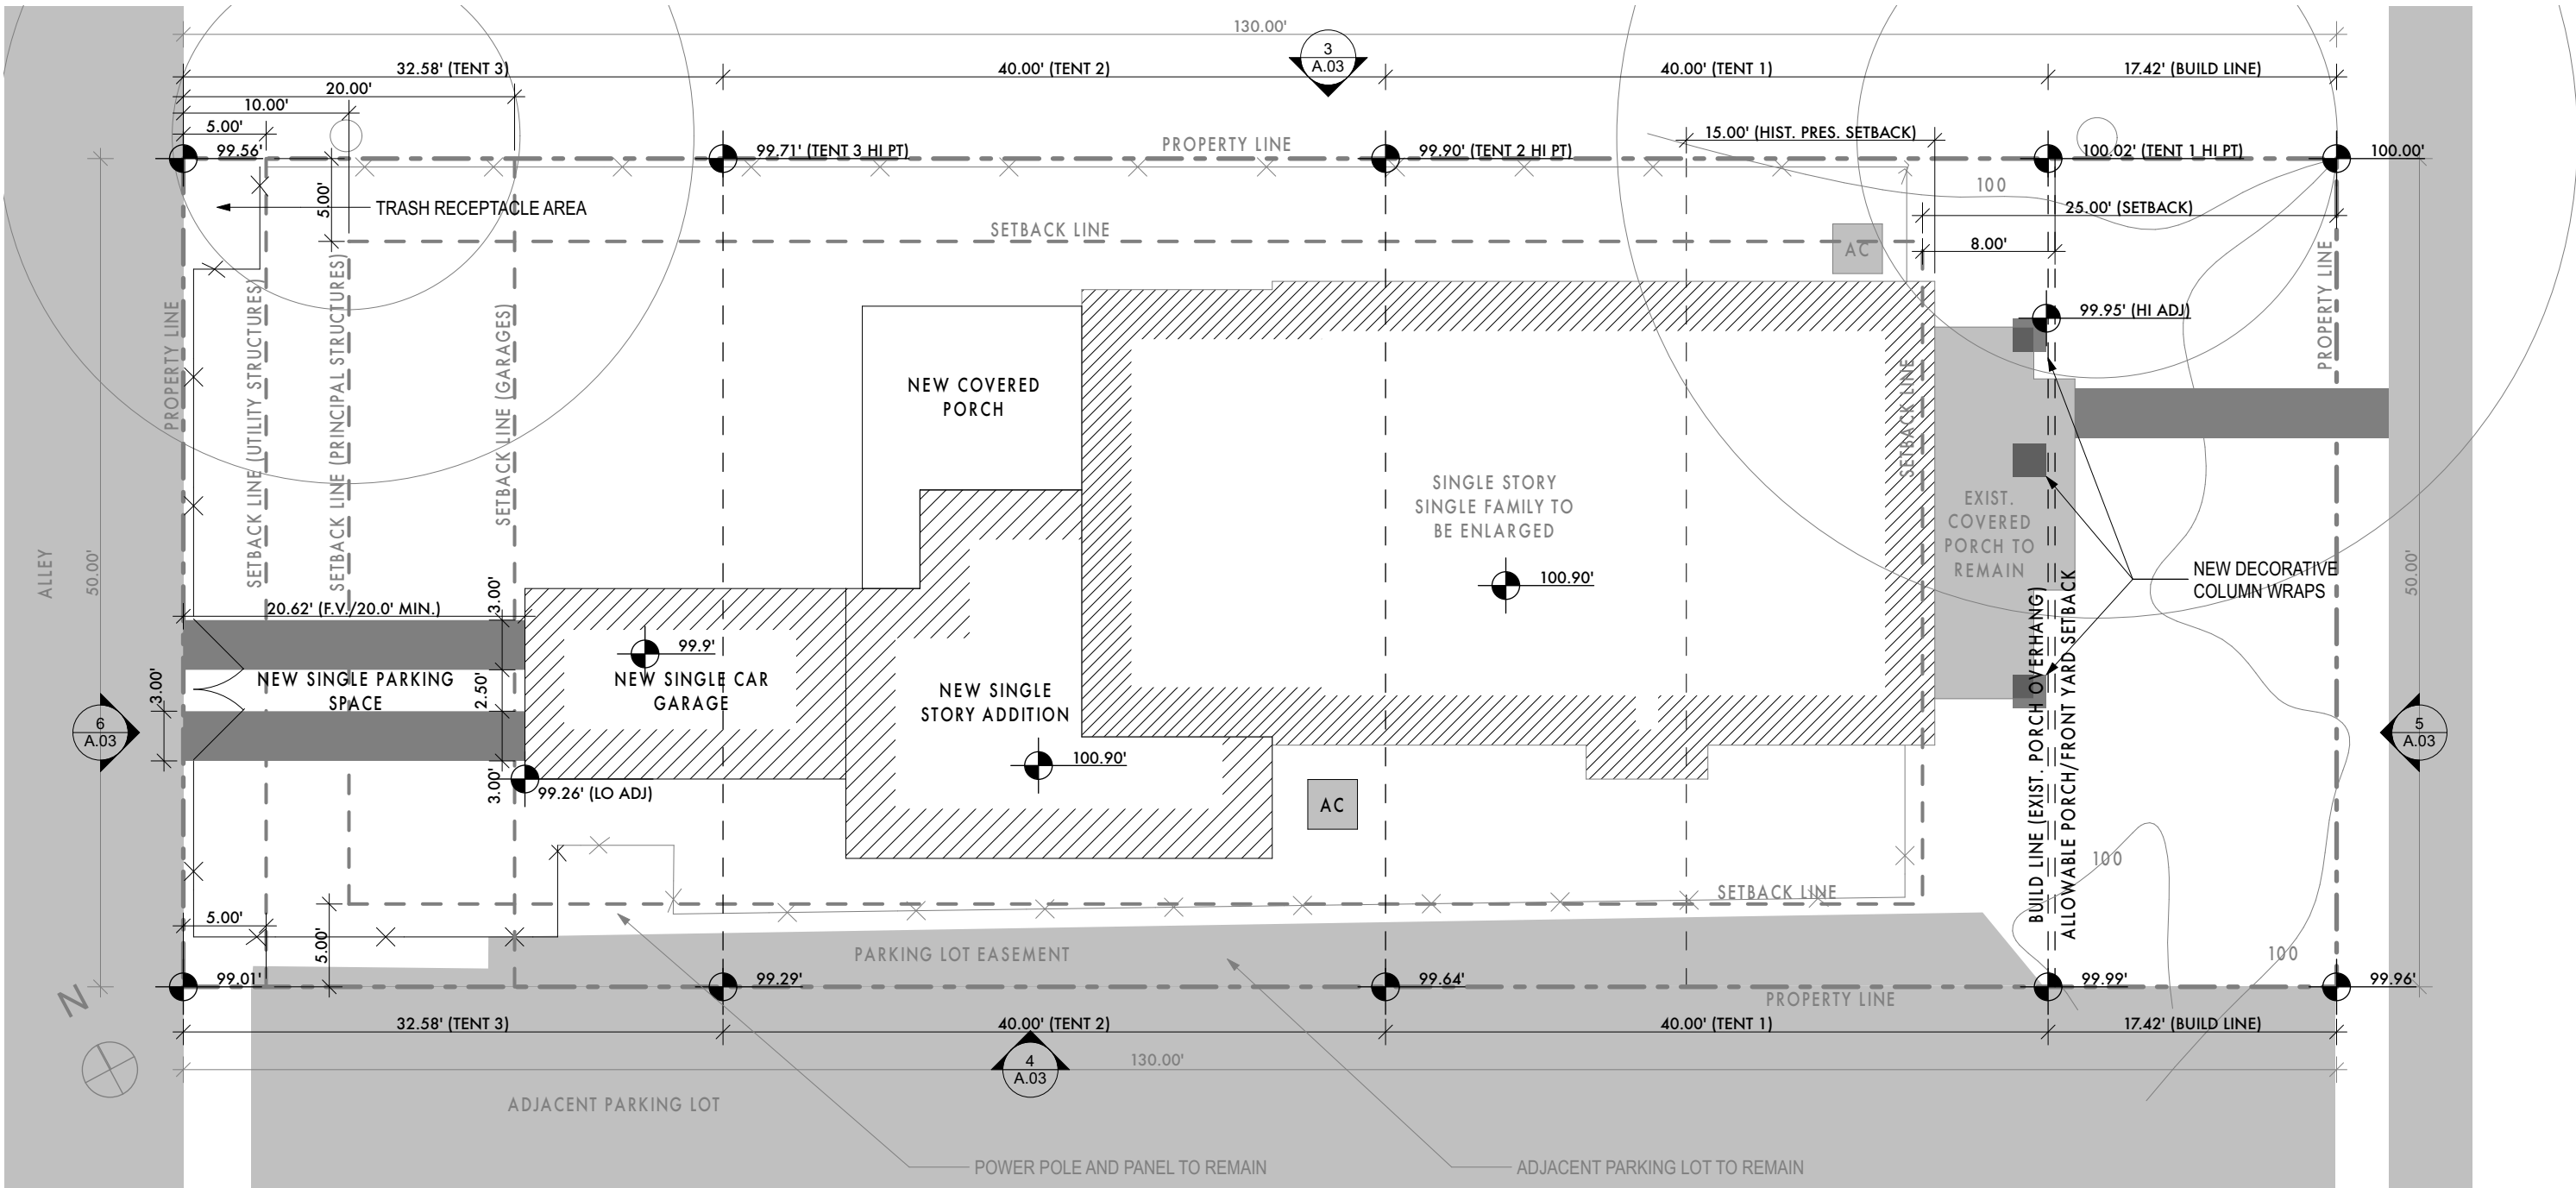 130.00'
3
A.03
32.58' (TENT 3)
40.00' (TENT 2)
40.00' (TENT 1)
17.42' (BUILD LINE)
20.00'
10.00'
5.00'
99.56'
99.71' (TENT 3 HI PT)
PROPERTY LINE
99.90' (TENT 2 HI PT)
15.00' (HIST. PRES. SETBACK)
100.02' (TENT 1 HI PT)
100.00'
100
5.00'
TRASH RECEPTACLE AREA
25.00' (SETBACK)
SETBACK LINE
AC
8.00'
PROPERTY LINE
SETBACK LINE (UTILITY STRUCTURES)
SETBACK LINE (PRINCIPAL STRUCTURES)
SETBACK LINE (GARAGES)
99.95' (HI ADJ)
PROPERTY LINE
SETBACK LINE
NEW COVERED
PORCH
SINGLE STORY
SINGLE FAMILY TO
BE ENLARGED
EXIST.
COVERED
PORCH TO
REMAIN
ALLEY
50.00'
50.00'
100.90'
NEW DECORATIVE
COLUMN WRAPS
20.62' (F.V./20.0' MIN.)
3.00'
99.9'
NEW SINGLE PARKING
SPACE
2.50'
NEW SINGLE CAR
GARAGE
NEW SINGLE
STORY ADDITION
3.00'
6
A.03
5
A.03
100.90'
3.00'
99.26' (LO ADJ)
AC
BUILD LINE (EXIST. PORCH OVERHANG)
ALLOWABLE PORCH/FRONT YARD SETBACK
100
SETBACK LINE
5.00'
5.00'
PARKING LOT EASEMENT
100
99.01'
99.29'
99.64'
99.99'
99.96'
N
PROPERTY LINE
32.58' (TENT 3)
40.00' (TENT 2)
40.00' (TENT 1)
17.42' (BUILD LINE)
4
A.03
130.00'
ADJACENT PARKING LOT
POWER POLE AND PANEL TO REMAIN
ADJACENT PARKING LOT TO REMAIN